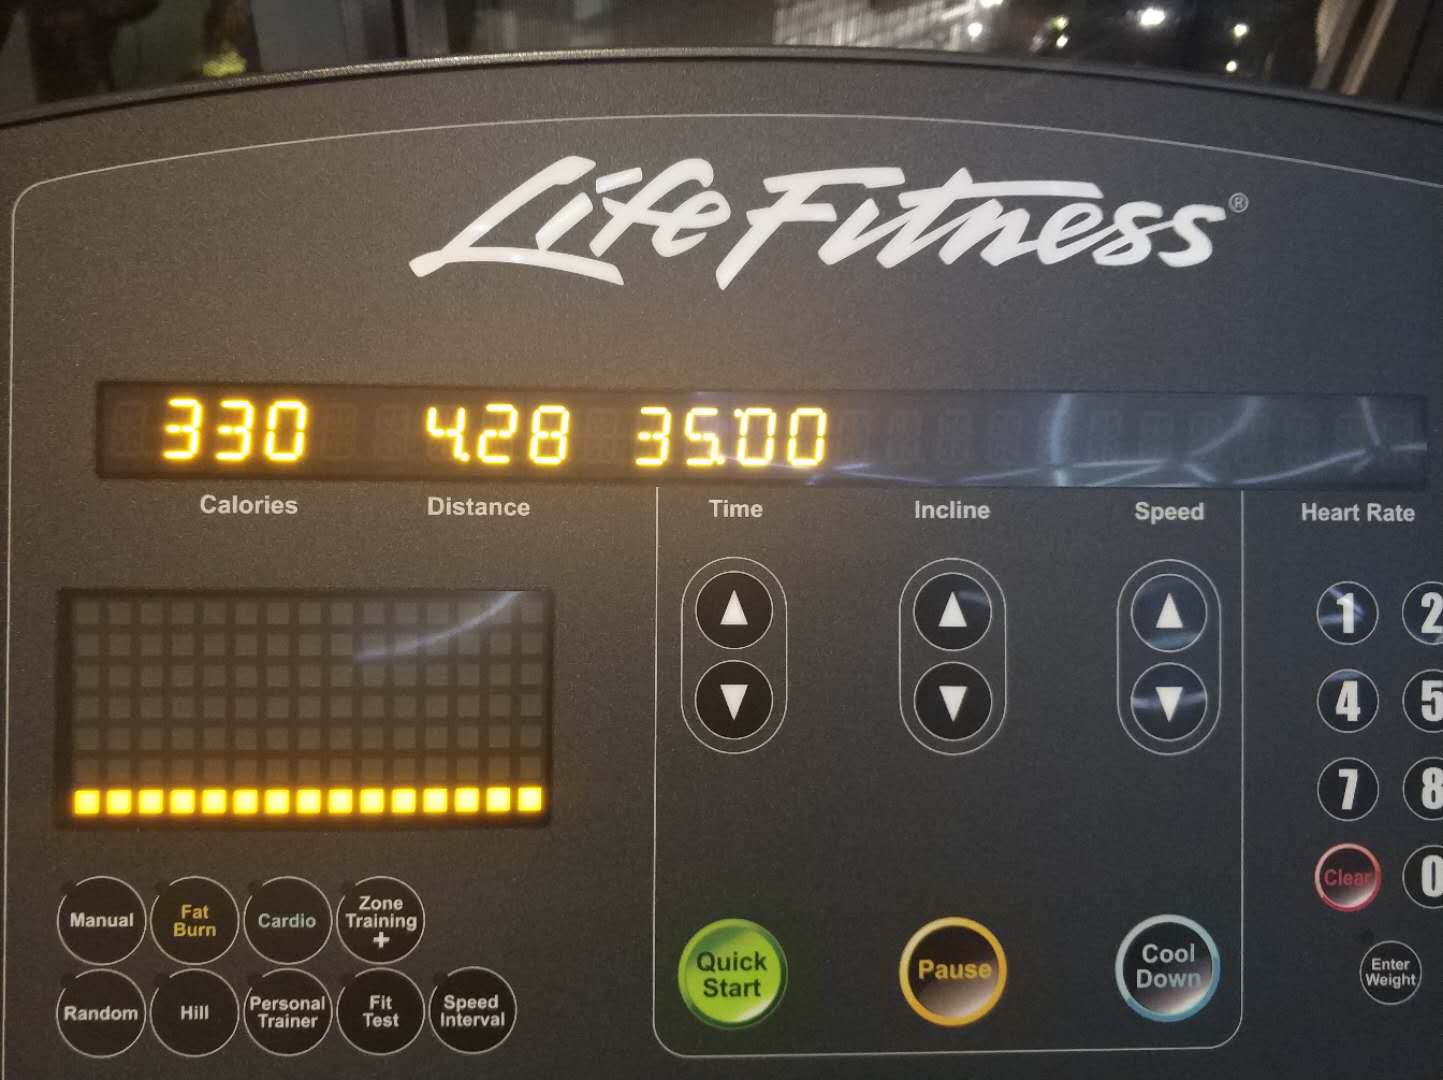 Life Fitness®
330 4.28 35:00
Calories Distance Time Incline Speed Heart Rate
1 2
4 5
7 8
Clear 0
Manual
Fat
Burn
Cardio
Zone
Training
+
Random
Hill
Personal
Trainer
Fit
Test
Speed
Interval
Quick
Start
Pause
Cool
Down
Enter
Weight